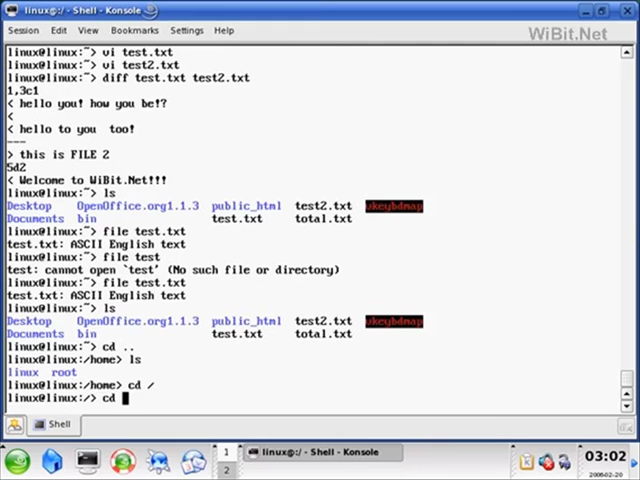 linux@:/ - Shell - Konsole
Session Edit View Bookmarks Settings Help
WiBit.Net
linux@linux:~> vi test.txt
linux@linux:~> vi test2.txt
linux@linux:~> diff test.txt test2.txt
1,3c1
< hello you! how you be!?
<
< hello to you  too!
---
> this is FILE 2
5d2
< Welcome to WiBit.Net!!!
linux@linux:~> ls
Desktop OpenOffice.org1.1.3 public_html test2.txt vkeybdmap
Documents bin test.txt total.txt
linux@linux:~> file test.txt
test.txt: ASCII English text
linux@linux:~> file test
test: cannot open `test' (No such file or directory)
linux@linux:~> file test.txt
test.txt: ASCII English text
linux@linux:~> ls
Desktop OpenOffice.org1.1.3 public_html test2.txt vkeybdmap
Documents bin test.txt total.txt
linux@linux:~> cd ..
linux@linux:/home> ls
linux root
linux@linux:/home> cd /
linux@linux:/> cd
Shell
1
2
linux@:/ - Shell - Konsole
03:02
2008-02-20